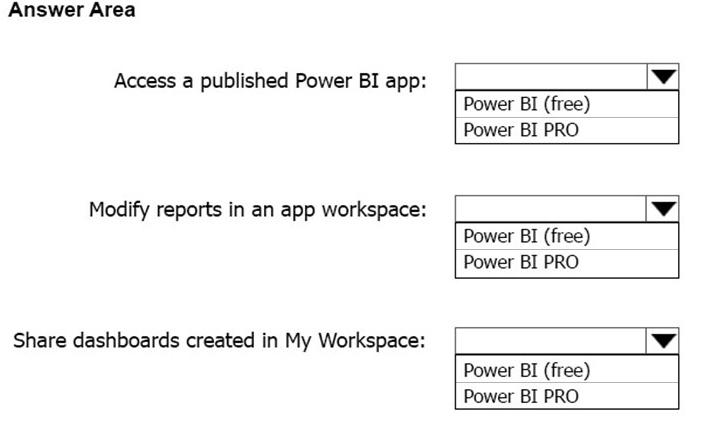 Answer Area
Access a published Power BI app:
Power BI (free)
Power BI PRO
Modify reports in an app workspace:
Power BI (free)
Power BI PRO
Share dashboards created in My Workspace:
Power BI (free)
Power BI PRO